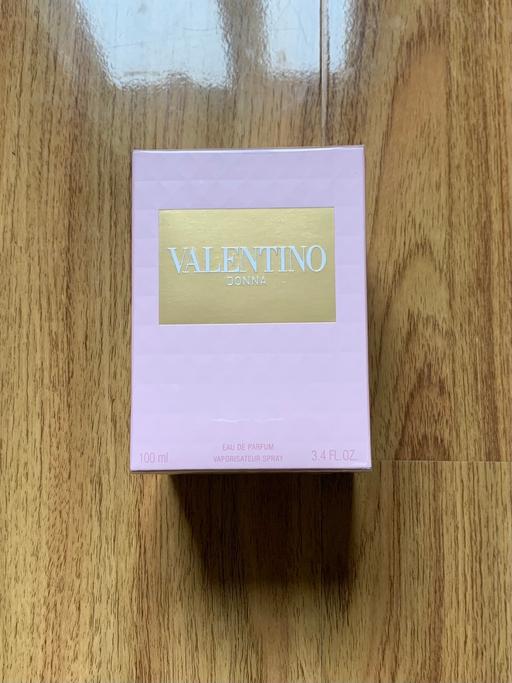 VALENTINO
DONNA
EAU DE PARFUM
100 ml VAPORISATEUR SPRAY 3.4 FL.OZ.